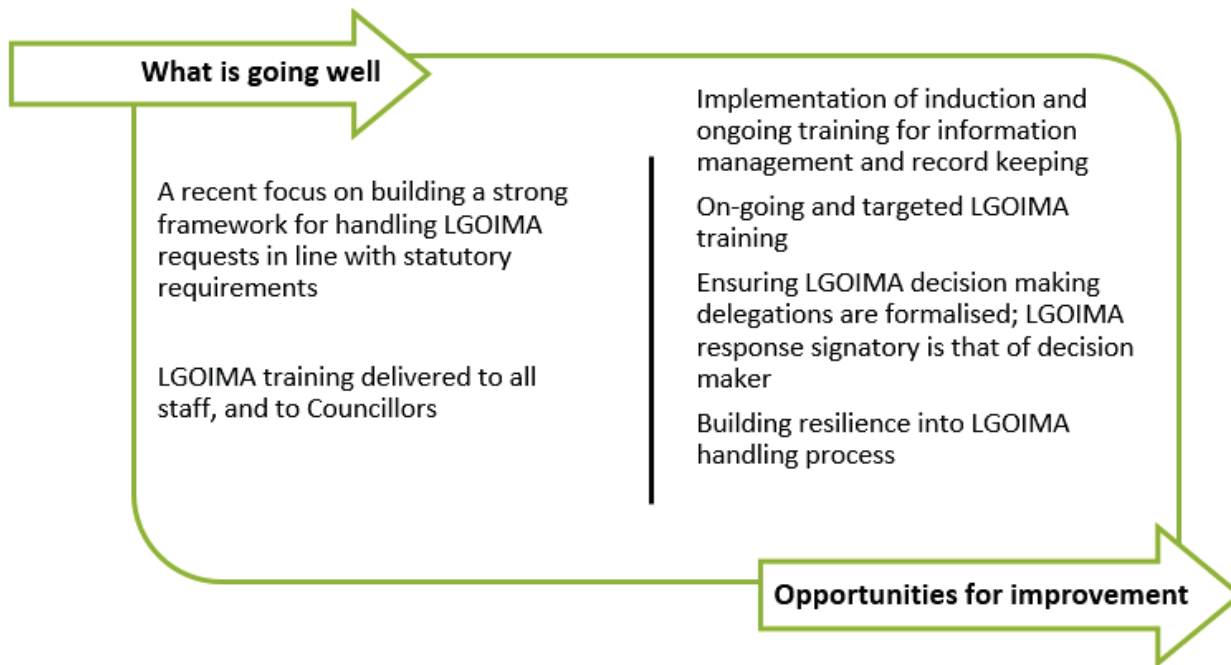 What is going well
A recent focus on building a strong
framework for handling LGOIMA
requests in line with statutory
requirements
LGOIMA training delivered to all
staff, and to Councillors
Implementation of induction and
ongoing training for information
management and record keeping
On-going and targeted LGOIMA
training
Ensuring LGOIMA decision making
delegations are formalised; LGOIMA
response signatory is that of decision
maker
Building resilience into LGOIMA
handling process
Opportunities for improvement